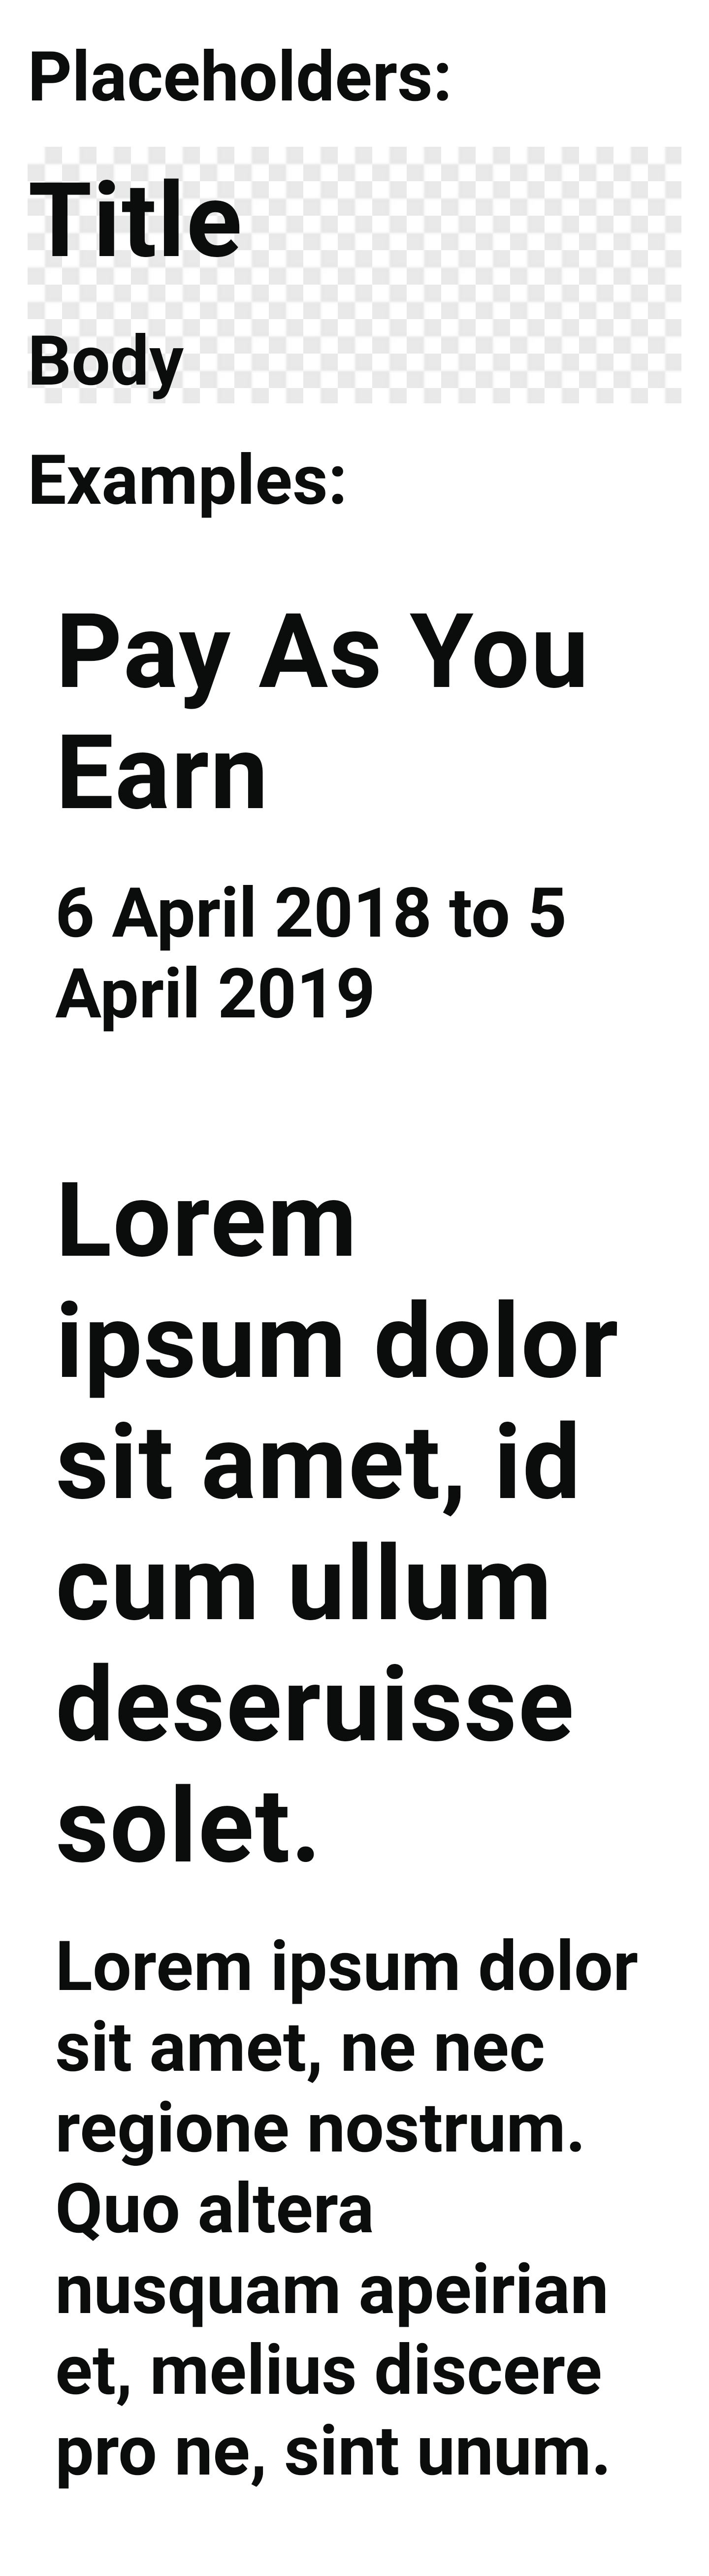 Placeholders:
Title
Body
Examples:
Pay As You
Earn
6 April 2018 to 5
April 2019
Lorem
ipsum dolor
sit amet, id
cum ullum
deseruisse
solet.
Lorem ipsum dolor
sit amet, ne nec
regione nostrum.
Quo altera
nusquam apeirian
et, melius discere
pro ne, sint unum.